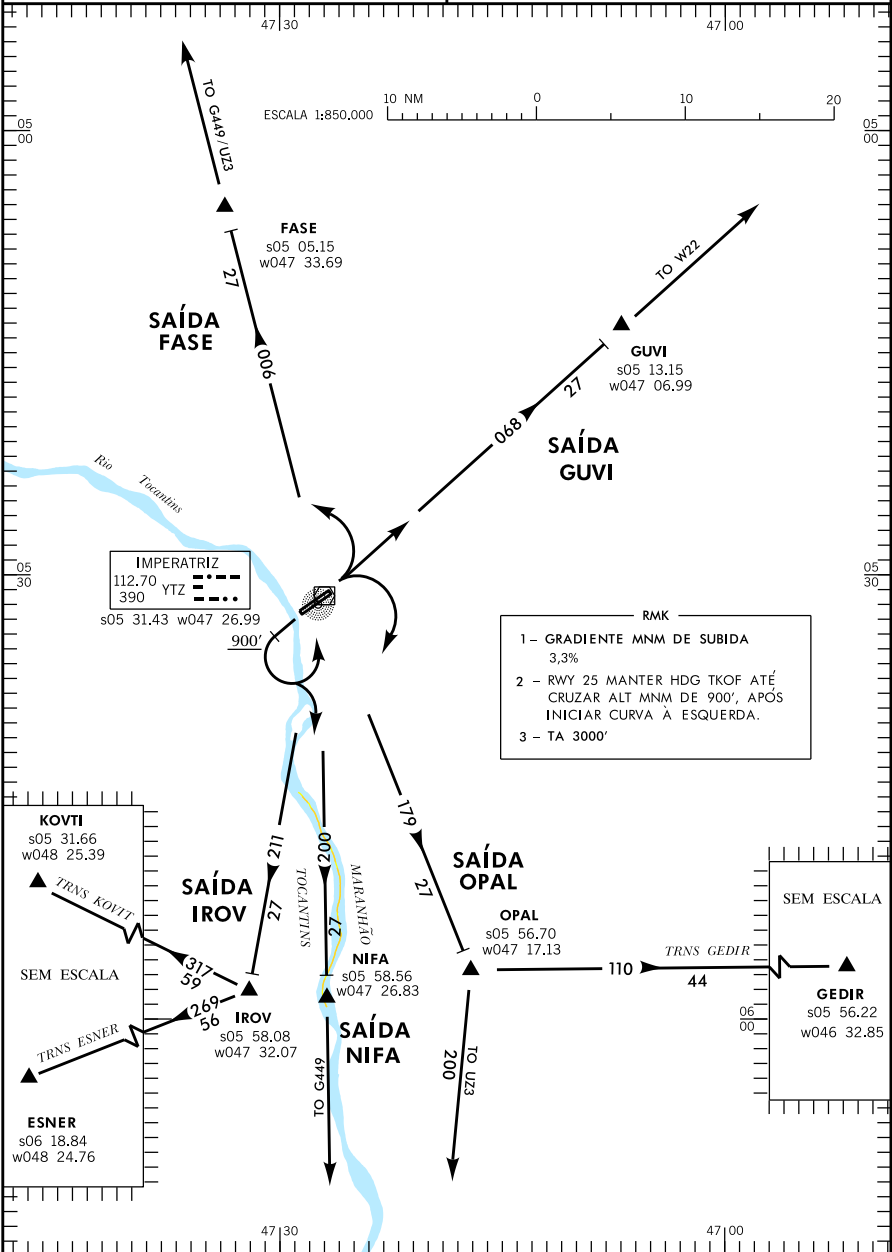 47 30
47 00
TO G449/UZ3
ESCALA 1:850.000
10 NM 0 10 20
05 00
05 00
FASE
s05 05.15
w047 33.69
27
SAÍDA
FASE
006
TO W22
GUVI
s05 13.15
w047 06.99
27
068
SAÍDA
GUVI
Rio Tocantins
IMPERATRIZ
112.70
390
YTZ
s05 31.43 w047 26.99
05 30
05 30
900'
RMK
1 – GRADIENTE MNM DE SUBIDA
3,3%
2 – RWY 25 MANTER HDG TKOF ATÉ
CRUZAR ALT MNM DE 900', APÓS
INICIAR CURVA À ESQUERDA.
3 – TA 3000'
KOVTI
s05 31.66
w048 25.39
TRNS KOVIT
SEM ESCALA
317
59
269
56
TRNS ESNER
ESNER
s06 18.84
w048 24.76
SAÍDA
IROV
211
27
IROV
s05 58.08
w047 32.07
TOCANTINS
MARANHÃO
200
27
NIFA
s05 58.56
w047 26.83
SAÍDA
NIFA
TO G449
179
27
SAÍDA
OPAL
OPAL
s05 56.70
w047 17.13
200
TO UZ3
110
44
TRNS GEDIR
SEM ESCALA
GEDIR
s05 56.22
w046 32.85
06 00
47 30
47 00